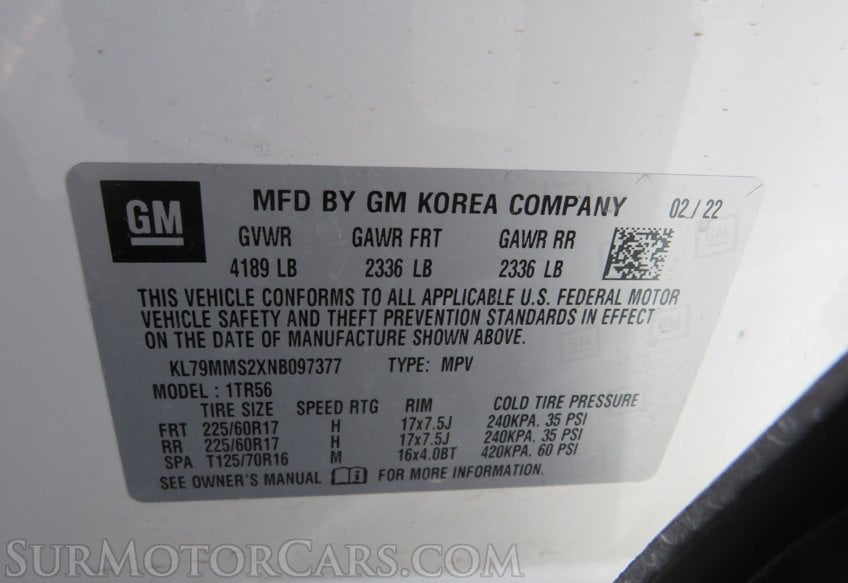 GM MFD BY GM KOREA COMPANY 02/22
GVWR GAWR FRT GAWR RR
4189 LB 2336 LB 2336 LB
THIS VEHICLE CONFORMS TO ALL APPLICABLE U.S. FEDERAL MOTOR
VEHICLE SAFETY AND THEFT PREVENTION STANDARDS IN EFFECT
ON THE DATE OF MANUFACTURE SHOWN ABOVE.
KL79MMS2XNB097377 TYPE: MPV
MODEL : 1TR56
TIRE SIZE SPEED RTG RIM COLD TIRE PRESSURE
FRT 225/60R17 H 17x7.5J 240KPA, 35 PSI
RR 225/60R17 H 17x7.5J 240KPA, 35 PSI
SPA T125/70R16 M 16x4.0BT 420KPA, 60 PSI
SEE OWNER'S MANUAL FOR MORE INFORMATION.
SurMotorCars.com